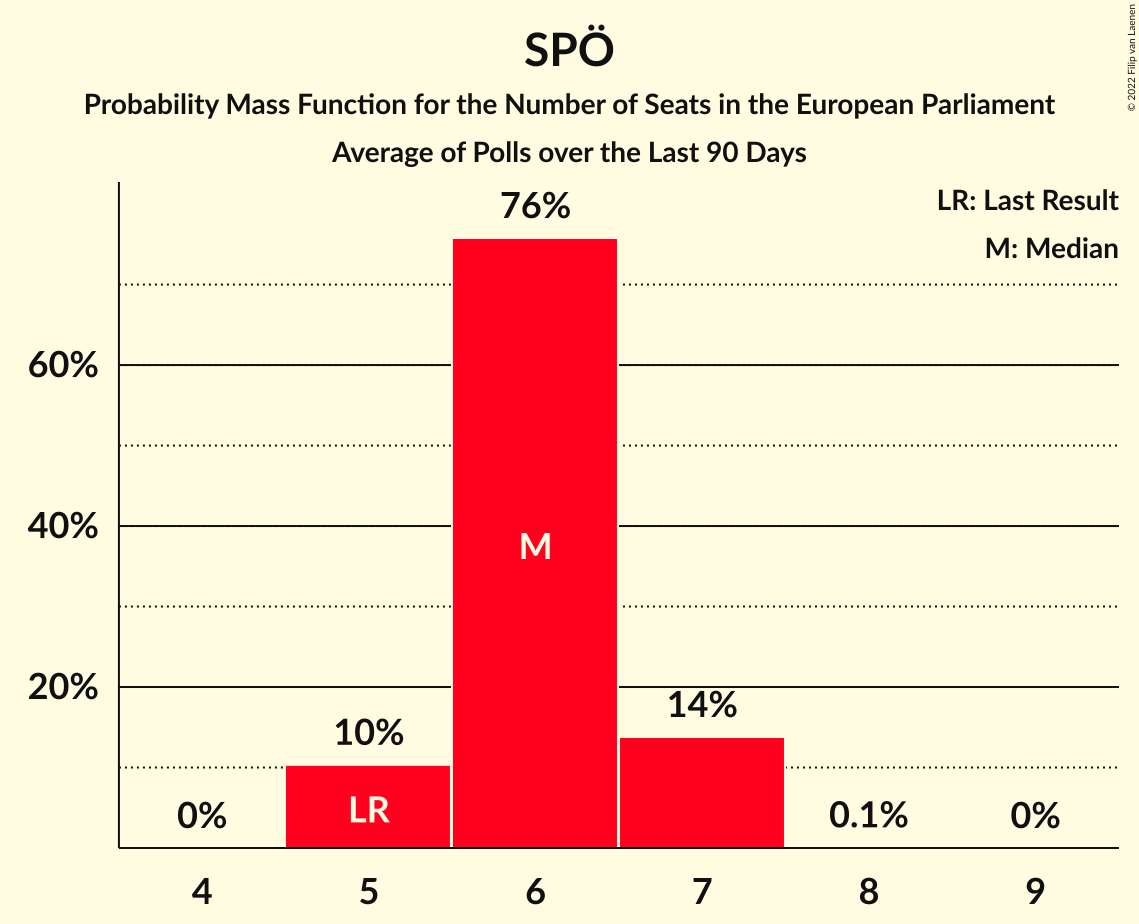 SPÖ
Probability Mass Function for the Number of Seats in the European Parliament
Average of Polls over the Last 90 Days
© 2022 Filip van Laenen
LR: Last Result
M: Median
76%
60%
40%
M
20%
14%
10%
LR
0%
0.1%
0%
4 5 6 7 8 9